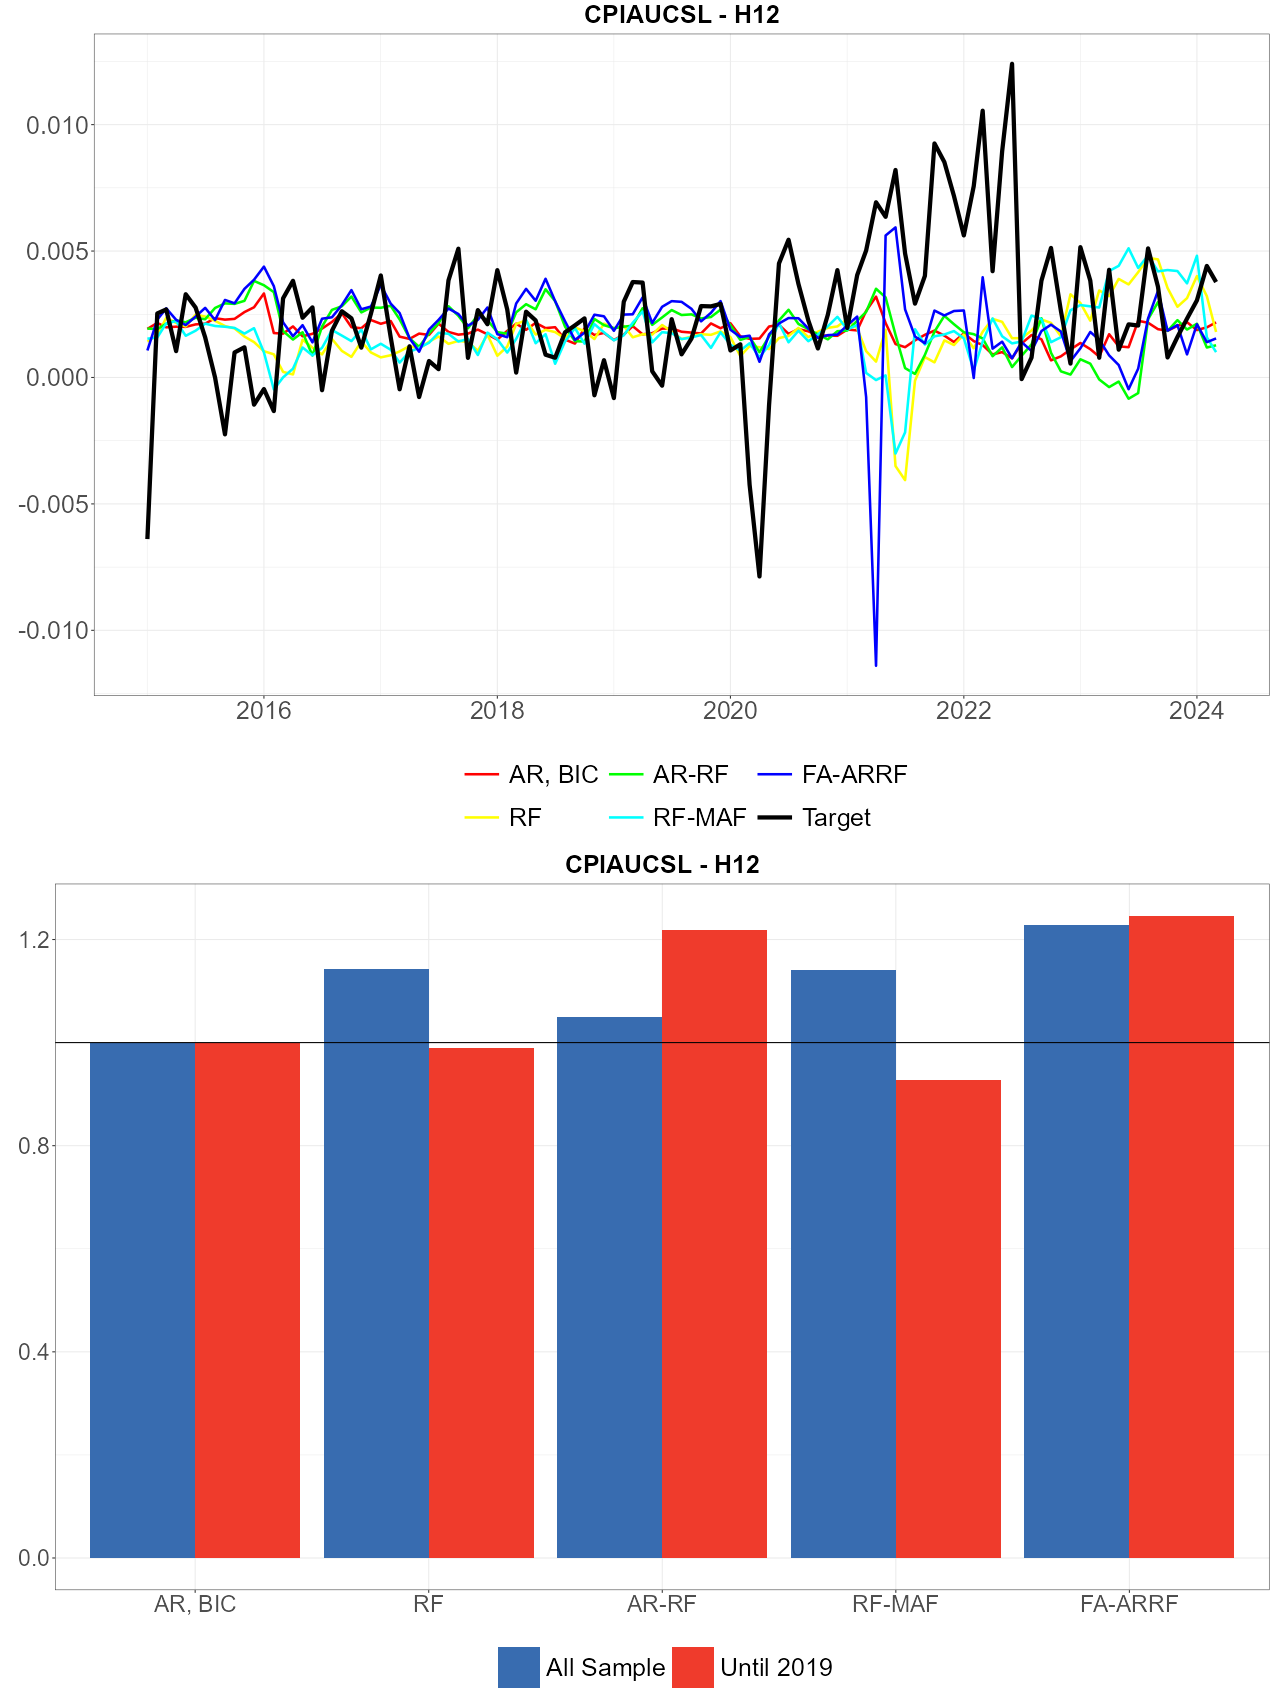 CPIAUCSL - H12
0.010
0.005
0.000
-0.005
-0.010
2016 2018 2020 2022 2024
AR, BIC AR-RF FA-ARRF
RF RF-MAF Target
CPIAUCSL - H12
1.2
0.8
0.4
0.0
AR, BIC RF AR-RF RF-MAF FA-ARRF
All Sample Until 2019